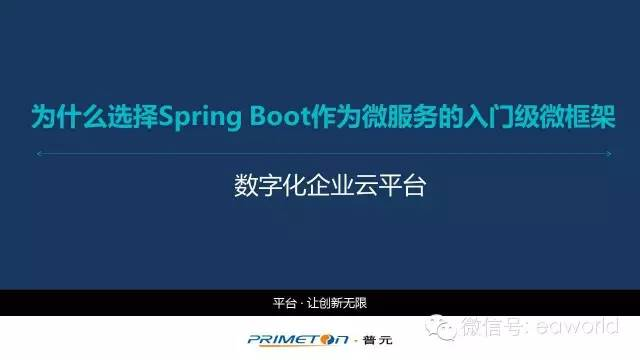 为什么选择Spring Boot作为微服务的入门级微框架
数字化企业云平台
平台·让创新无限
PRIMETON·普元
微信号: eaworld